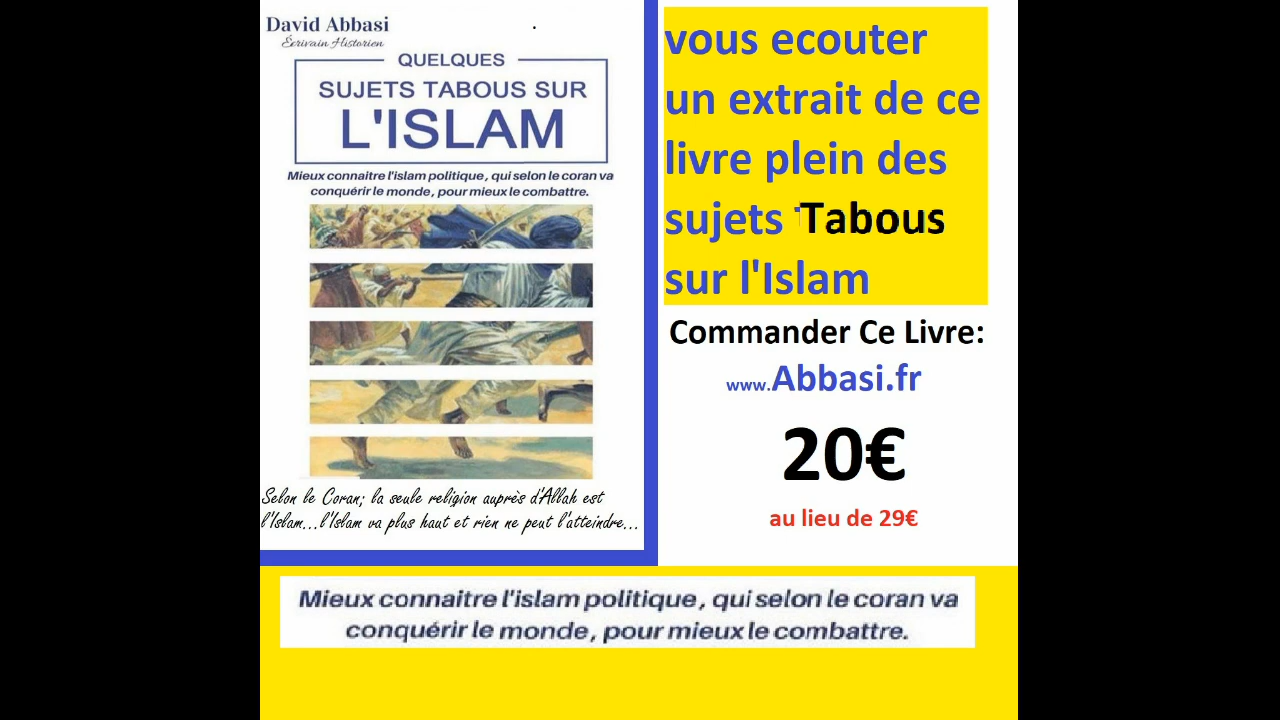 David Abbasi
Écrivain Historien
QUELQUES
SUJETS TABOUS SUR
L'ISLAM
Mieux connaitre l'islam politique, qui selon le coran va
conquérir le monde, pour mieux le combattre.
Selon le Coran; la seule religion auprès d'Allah est
l'Islam...l'Islam va plus haut et rien ne peut l'atteindre...
vous ecouter
un extrait de ce
livre plein des
sujets Tabous
sur l'Islam
Commander Ce Livre:
www.Abbasi.fr
20€
au lieu de 29€
Mieux connaitre l'islam politique, qui selon le coran va
conquérir le monde, pour mieux le combattre.